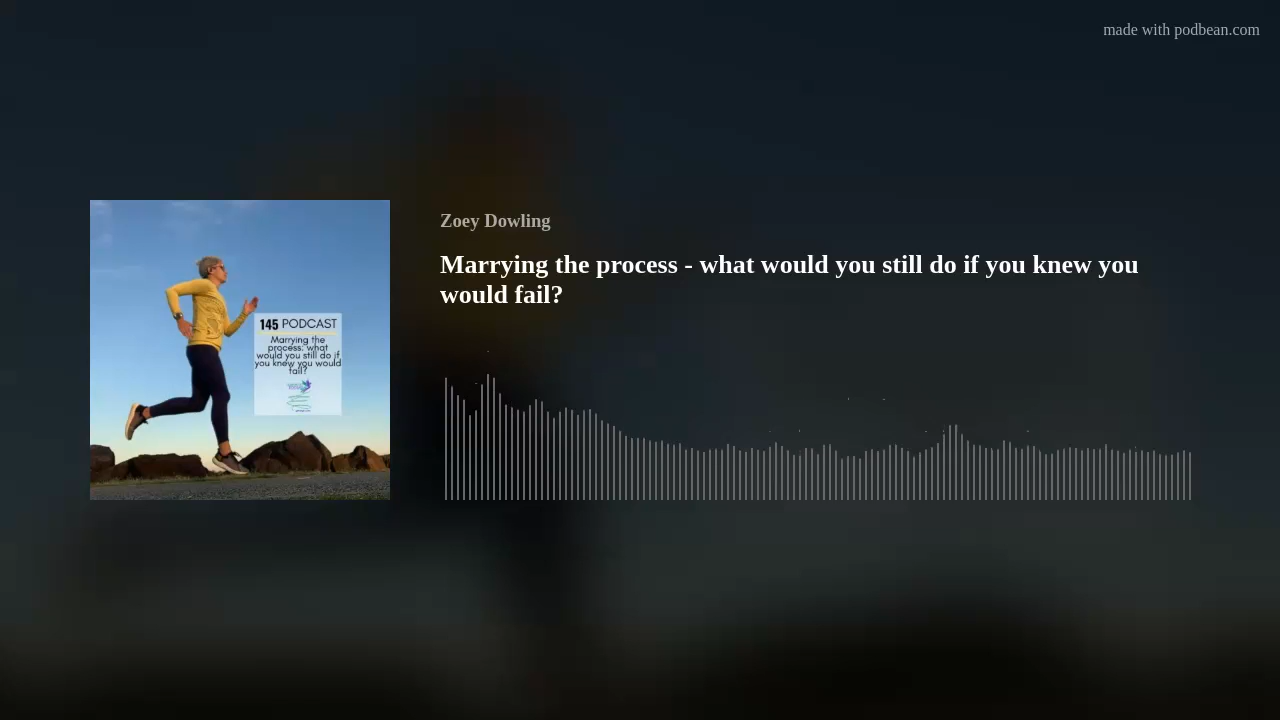 made with podbean.com
Zoey Dowling
Marrying the process - what would you still do if you knew you
would fail?
145 PODCAST
Marrying the
process: what
would you still do if
you knew you would
fail?